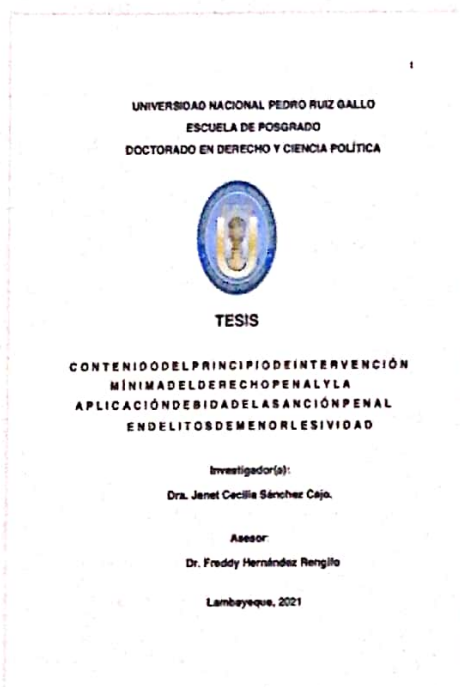 1
UNIVERSIDAD NACIONAL PEDRO RUIZ GALLO
ESCUELA DE POSGRADO
DOCTORADO EN DERECHO Y CIENCIA POLÍTICA
TESIS
CONTENIDODELPRINCIPIODEINTERVENCIÓN
MÍNIMADELDERECHOPENALYLA
APLICACIÓNDEBIDADELASANCIÓNPENAL
ENDELITOSDEMENORLESIVIDAD
Investigador(a):
Dra. Janet Cecilia Sánchez Cajo.
Asesor:
Dr. Freddy Hernández Rengifo
Lambayeque, 2021